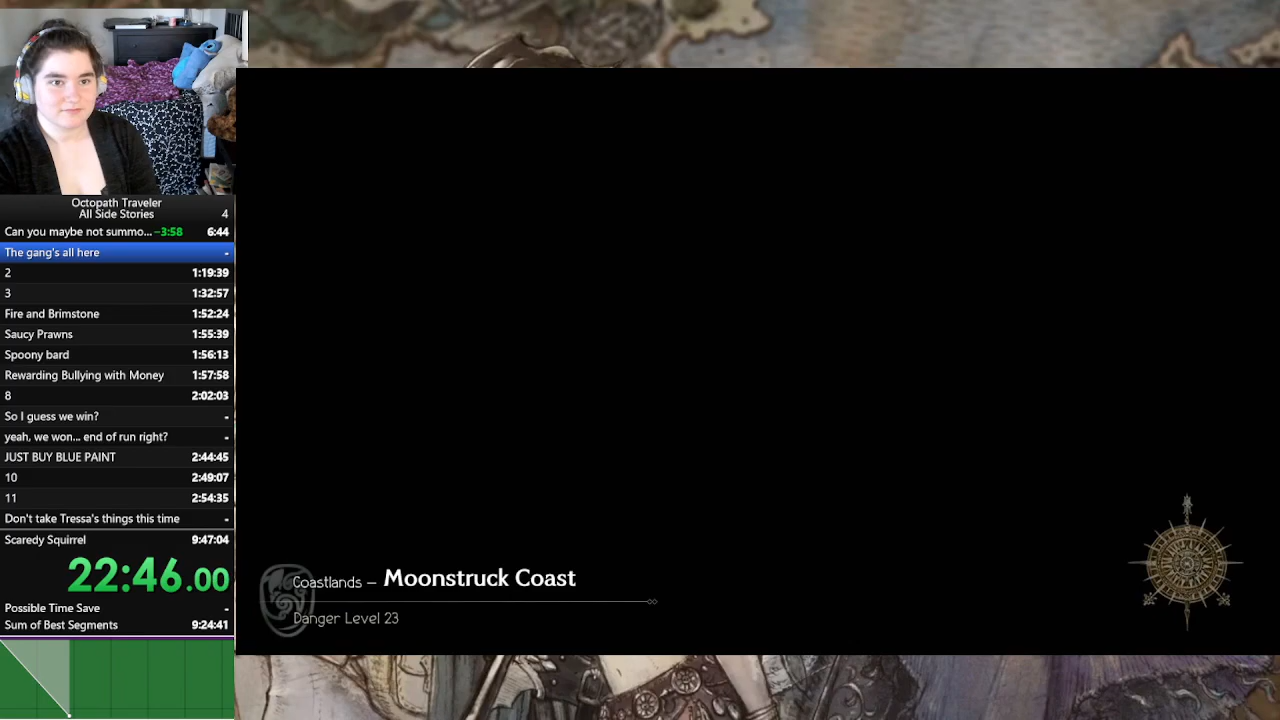 Octopath Traveler
All Side Stories 4
Can you maybe not summo... −3:58 6:44
The gang's all here -
2 1:19:39
3 1:32:57
Fire and Brimstone 1:52:24
Saucy Prawns 1:55:39
Spoony bard 1:56:13
Rewarding Bullying with Money 1:57:58
8 2:02:03
So I guess we win? -
yeah, we won... end of run right? -
JUST BUY BLUE PAINT 2:44:45
10 2:49:07
11 2:54:35
Don't take Tressa's things this time -
Scaredy Squirrel 9:47:04
22:46.00
Possible Time Save -
Sum of Best Segments 9:24:41
Coastlands – Moonstruck Coast
Danger Level 23